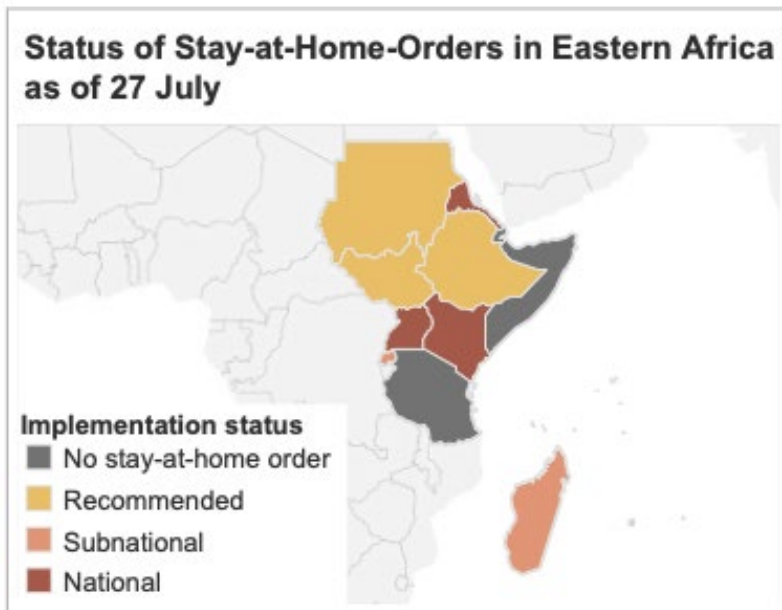 Status of Stay-at-Home-Orders in Eastern Africa
as of 27 July
Implementation status
No stay-at-home order
Recommended
Subnational
National